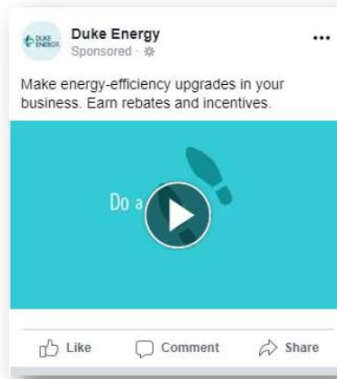 DUKE
ENERGY
Duke Energy
Sponsored ·
Make energy-efficiency upgrades in your
business. Earn rebates and incentives.
Do a
Like Comment Share